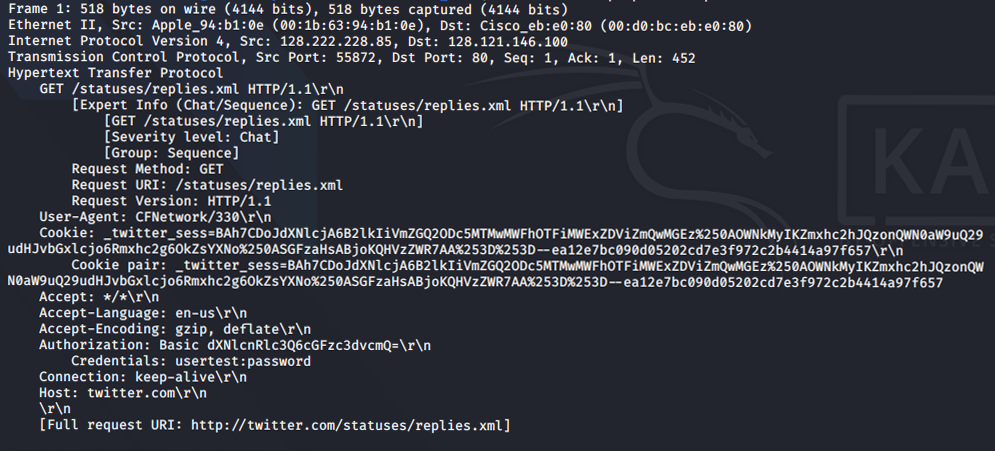 Frame 1: 518 bytes on wire (4144 bits), 518 bytes captured (4144 bits)
Ethernet II, Src: Apple_94:b1:0e (00:1b:63:94:b1:0e), Dst: Cisco_eb:e0:80 (00:d0:bc:eb:e0:80)
Internet Protocol Version 4, Src: 128.222.228.85, Dst: 128.121.146.100
Transmission Control Protocol, Src Port: 55872, Dst Port: 80, Seq: 1, Ack: 1, Len: 452
Hypertext Transfer Protocol
GET /statuses/replies.xml HTTP/1.1\r\n
[Expert Info (Chat/Sequence): GET /statuses/replies.xml HTTP/1.1\r\n]
[GET /statuses/replies.xml HTTP/1.1\r\n]
[Severity level: Chat]
[Group: Sequence]
Request Method: GET
Request URI: /statuses/replies.xml
Request Version: HTTP/1.1
User-Agent: CFNetwork/330\r\n
Cookie: _twitter_sess=BAh7CDoJdXNlcjA6B2lkIiVmZGQ2ODc5MTMwMWFhOTFiMWExZDViZmQwMGEz%250AOWNkMyIKZmxhc2hJQzonQWN0aW9uQ29
udHJvbGxlcjo6Rmxhc2g6OkZsYXNo%250ASGFzaHsABjoKQHVzZWR7AA%253D%253D--ea12e7bc090d05202cd7e3f972c2b4414a97f657\r\n
Cookie pair: _twitter_sess=BAh7CDoJdXNlcjA6B2lkIiVmZGQ2ODc5MTMwMWFhOTFiMWExZDViZmQwMGEz%250AOWNkMyIKZmxhc2hJQzonQW
N0aW9uQ29udHJvbGxlcjo6Rmxhc2g6OkZsYXNo%250ASGFzaHsABjoKQHVzZWR7AA%253D%253D--ea12e7bc090d05202cd7e3f972c2b4414a97f657
Accept: */*\r\n
Accept-Language: en-us\r\n
Accept-Encoding: gzip, deflate\r\n
Authorization: Basic dXNlcnRlc3Q6cGFzc3dvcmQ=\r\n
Credentials: usertest:password
Connection: keep-alive\r\n
Host: twitter.com\r\n
\r\n
[Full request URI: http://twitter.com/statuses/replies.xml]
KA